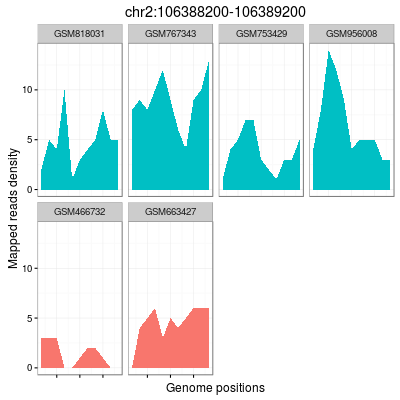 chr2:106388200-106389200
GSM818031 GSM767343 GSM753429 GSM956008
10
5
0
GSM466732 GSM663427
10
5
0
Mapped reads density
Genome positions